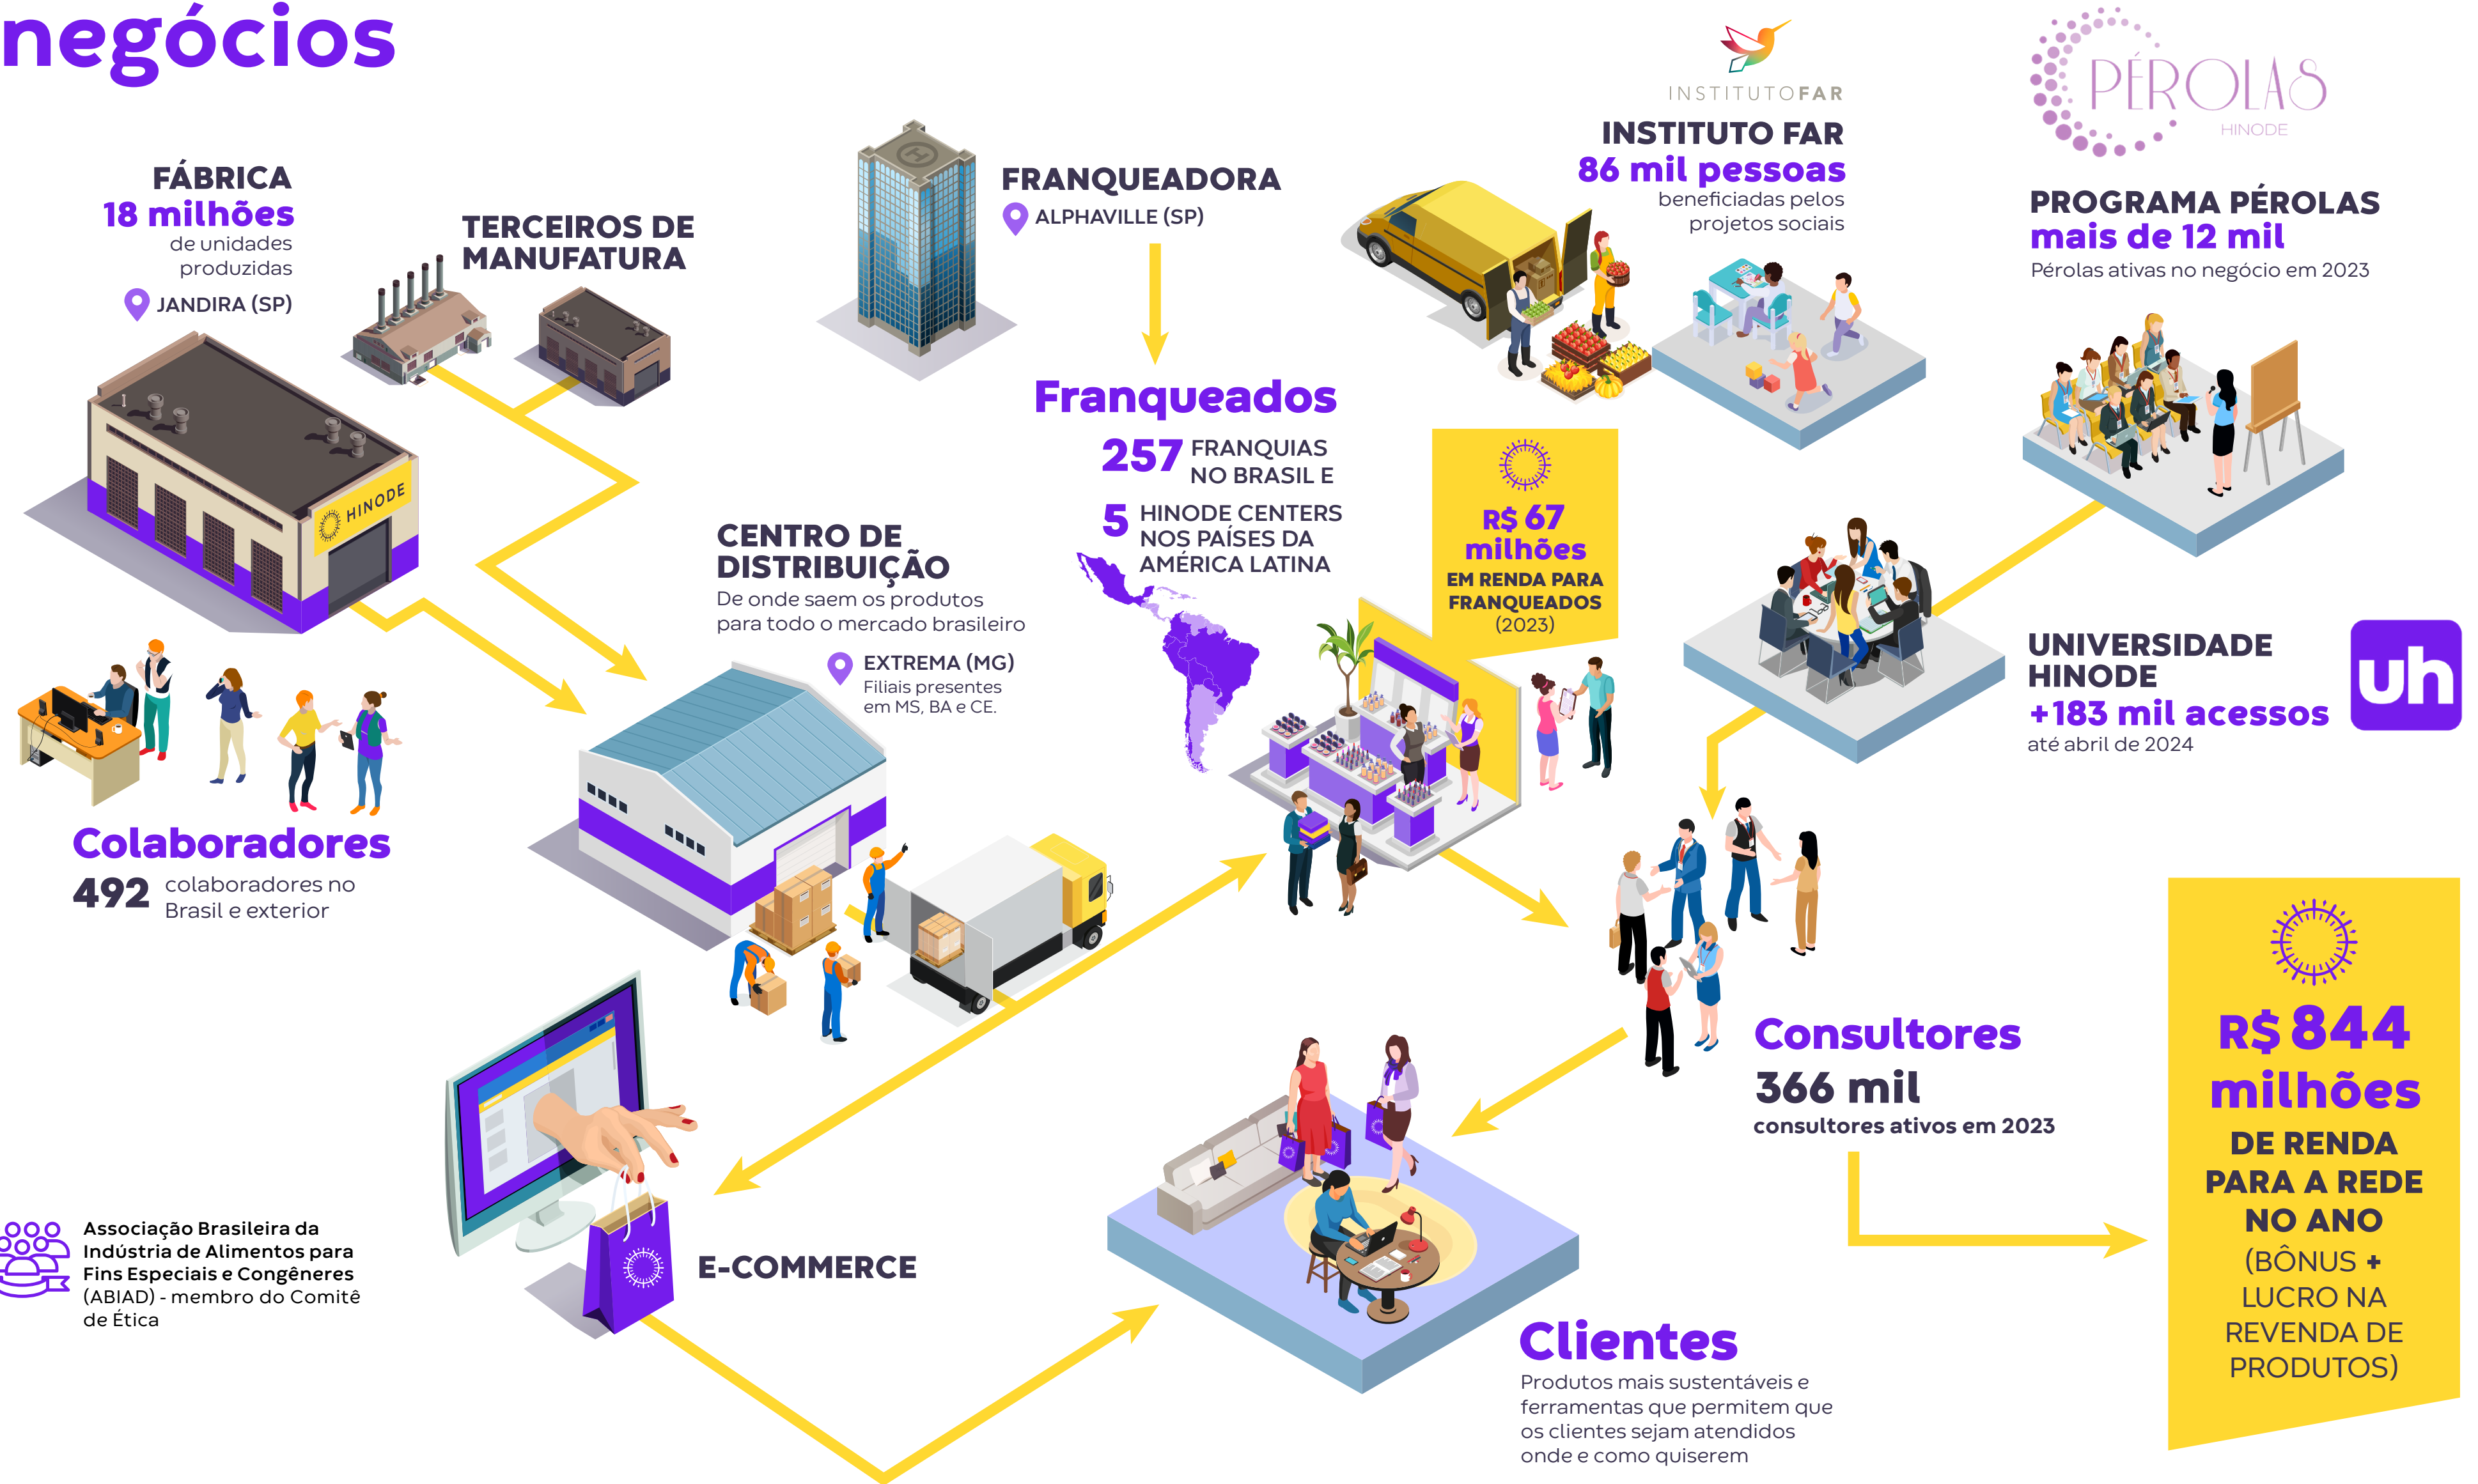 negócios
FÁBRICA
18 milhões
de unidades
produzidas
JANDIRA (SP)
TERCEIROS DE
MANUFATURA
HINODE
FRANQUEADORA
ALPHAVILLE (SP)
H
Franqueados
257 FRANQUIAS
NO BRASIL E
5 HINODE CENTERS
NOS PAÍSES DA
AMÉRICA LATINA
R$ 67
milhões
EM RENDA PARA
FRANQUEADOS
(2023)
INSTITUTOFAR
INSTITUTO FAR
86 mil pessoas
beneficiadas pelos
projetos sociais
PÉROLAS
HINODE
PROGRAMA PÉROLAS
mais de 12 mil
Pérolas ativas no negócio em 2023
UNIVERSIDADE
HINODE
+183 mil acessos
até abril de 2024
uh
CENTRO DE
DISTRIBUIÇÃO
De onde saem os produtos
para todo o mercado brasileiro
EXTREMA (MG)
Filiais presentes
em MS, BA e CE.
Colaboradores
492 colaboradores no
Brasil e exterior
Consultores
366 mil
consultores ativos em 2023
R$ 844
milhões
DE RENDA
PARA A REDE
NO ANO
(BÔNUS +
LUCRO NA
REVENDA DE
PRODUTOS)
Associação Brasileira da
Indústria de Alimentos para
Fins Especiais e Congêneres
(ABIAD) - membro do Comitê
de Ética
E-COMMERCE
Clientes
Produtos mais sustentáveis e
ferramentas que permitem que
os clientes sejam atendidos
onde e como quiserem